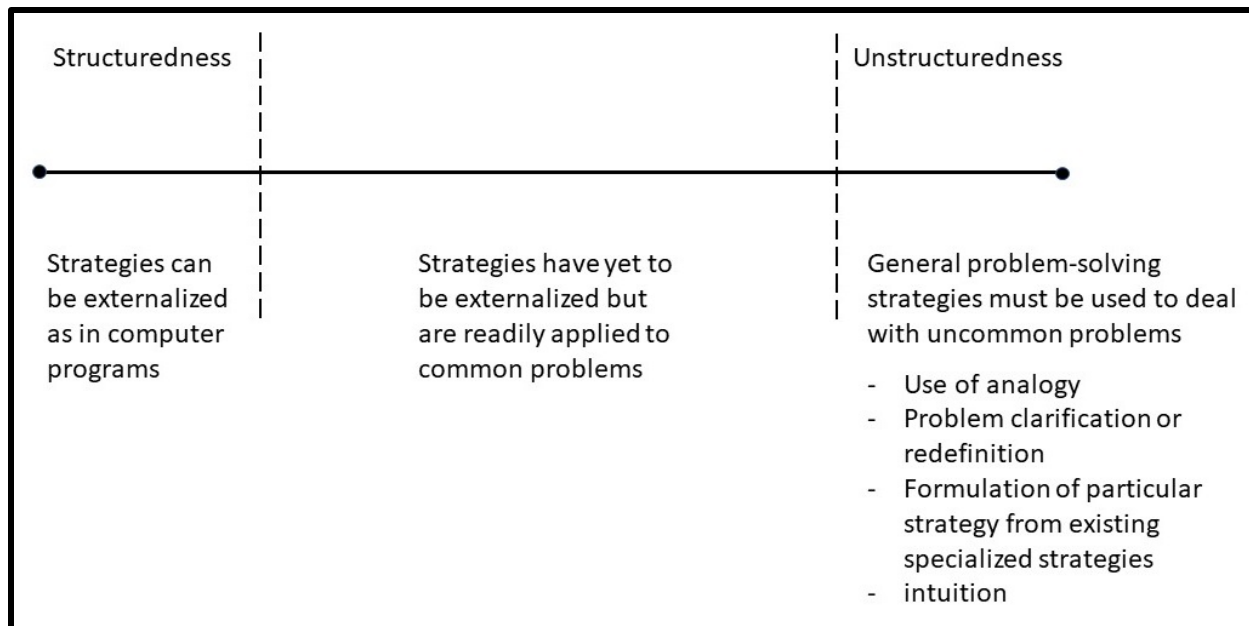 Structuredness
Unstructuredness
Strategies can
be externalized
as in computer
programs
Strategies have yet to
be externalized but
are readily applied to
common problems
General problem-solving
strategies must be used to deal
with uncommon problems
- Use of analogy
- Problem clarification or
redefinition
- Formulation of particular
strategy from existing
specialized strategies
- intuition